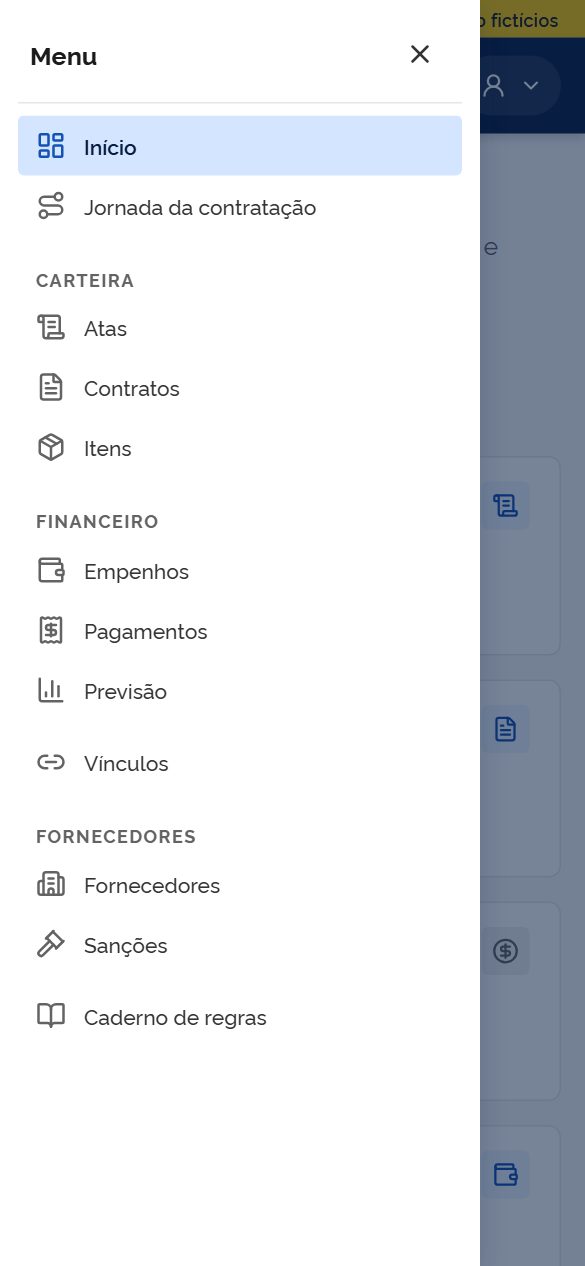 Menu
fictícios
Início
Jornada da contratação
e
CARTEIRA
Atas
Contratos
Itens
FINANCEIRO
Empenhos
Pagamentos
Previsão
Vínculos
FORNECEDORES
Fornecedores
Sanções
Caderno de regras